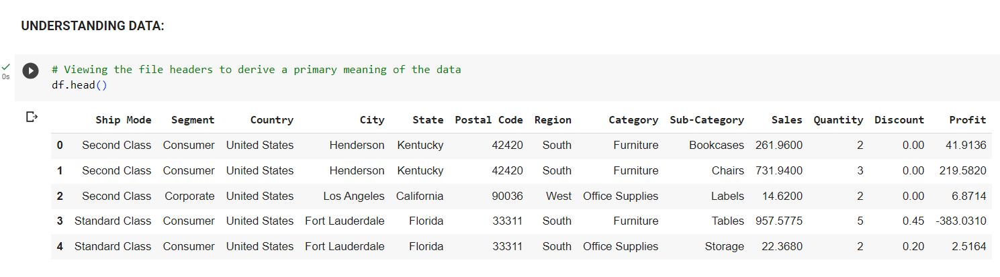 UNDERSTANDING DATA:
# Viewing the file headers to derive a primary meaning of the data
0s
df.head()
Ship Mode Segment Country City State Postal Code Region Category Sub-Category Sales Quantity Discount Profit
0 Second Class Consumer United States Henderson Kentucky 42420 South Furniture Bookcases 261.9600 2 0.00 41.9136
1 Second Class Consumer United States Henderson Kentucky 42420 South Furniture Chairs 731.9400 3 0.00 219.5820
2 Second Class Corporate United States Los Angeles California 90036 West Office Supplies Labels 14.6200 2 0.00 6.8714
3 Standard Class Consumer United States Fort Lauderdale Florida 33311 South Furniture Tables 957.5775 5 0.45 -383.0310
4 Standard Class Consumer United States Fort Lauderdale Florida 33311 South Office Supplies Storage 22.3680 2 0.20 2.5164